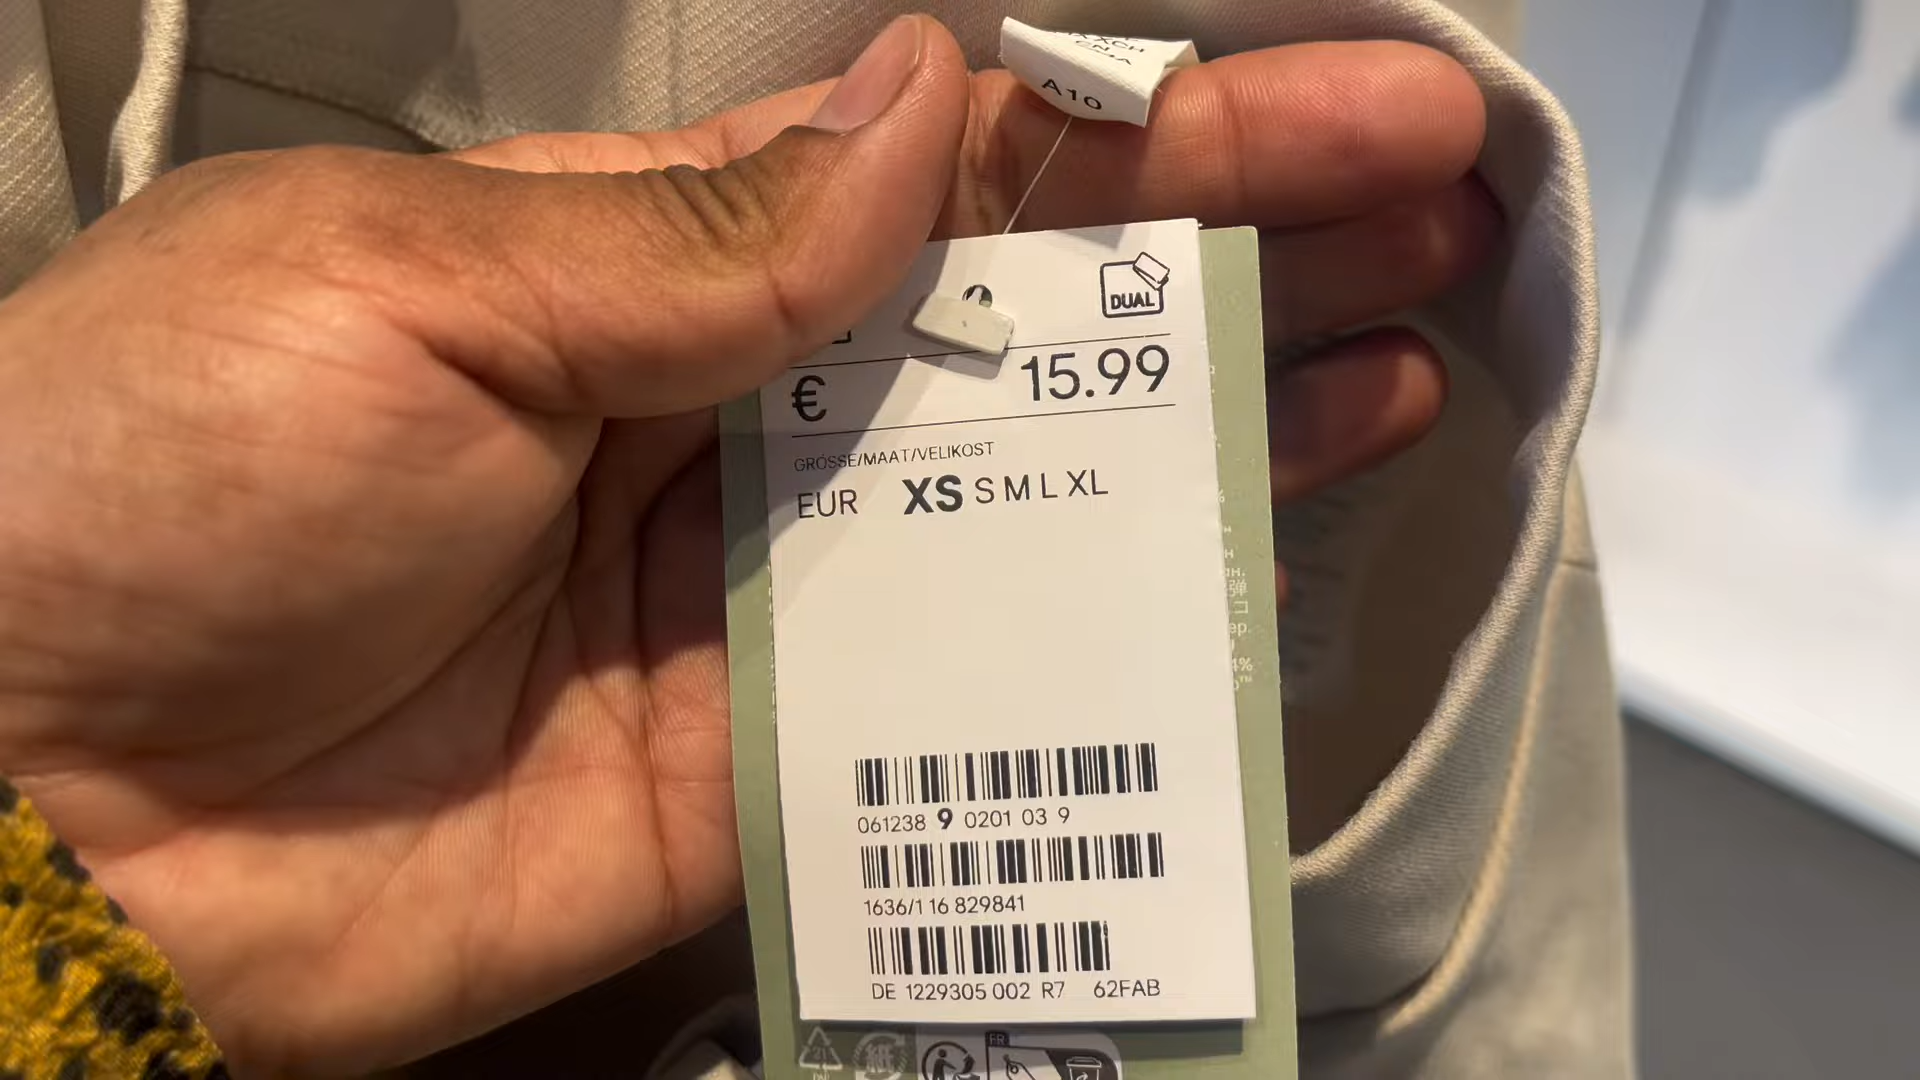 A10
DUAL
€ 15.99
GRÖSSE/MAAT/VELIKOST
EUR XS S M L XL
061238 9 0201 03 9
1636/1 16 829841
DE 1229305 002 R7 62FAB
FR